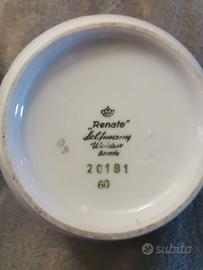 „Renate"
Seltmann
Weiden
Bavaria
20181
60
subito